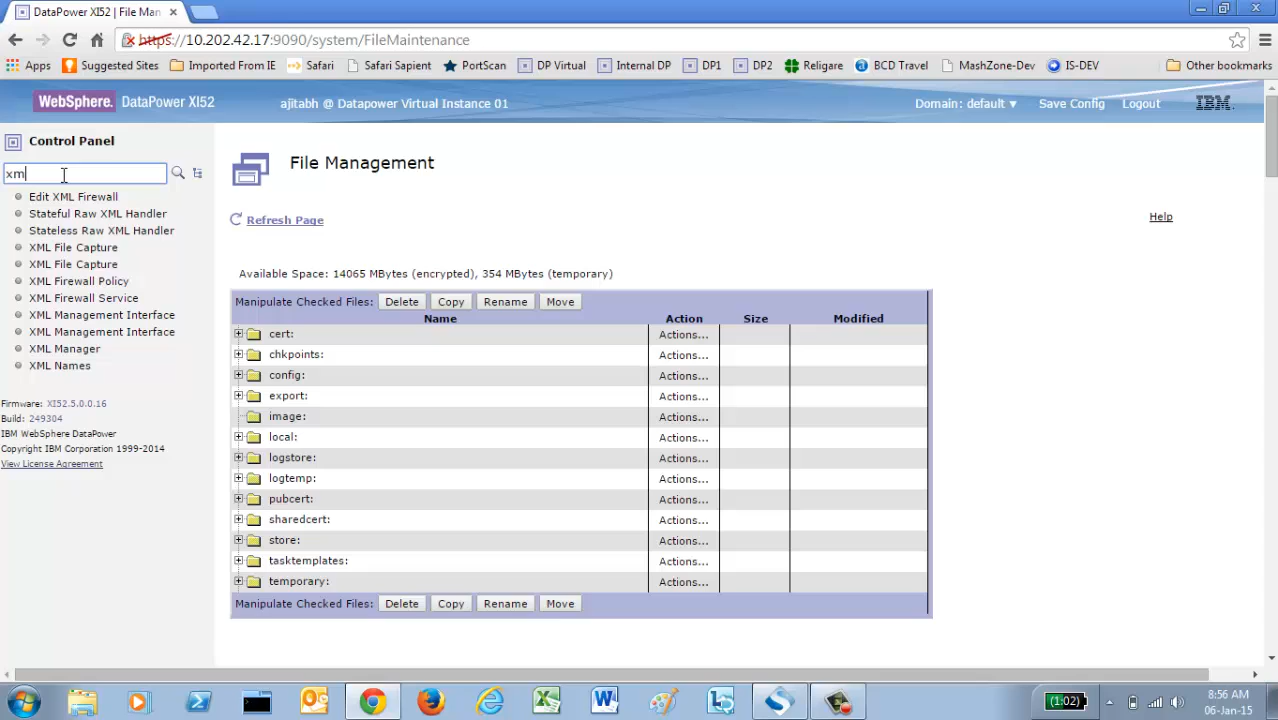 DataPower XI52 | File Man
https://10.202.42.17:9090/system/FileMaintenance
Apps Suggested Sites Imported From IE Safari Safari Sapient PortScan DP Virtual Internal DP DP1 DP2 Religare BCD Travel MashZone-Dev IS-DEV Other bookmarks
WebSphere. DataPower XI52 ajitabh @ Datapower Virtual Instance 01 Domain: default Save Config Logout IBM.
Control Panel
xm
Edit XML Firewall
Stateful Raw XML Handler
Stateless Raw XML Handler
XML File Capture
XML File Capture
XML Firewall Policy
XML Firewall Service
XML Management Interface
XML Management Interface
XML Manager
XML Names
Firmware: XI52.5.0.0.16
Build: 249304
IBM WebSphere DataPower
Copyright IBM Corporation 1999-2014
View License Agreement
File Management
Refresh Page Help
Available Space: 14065 MBytes (encrypted), 354 MBytes (temporary)
Manipulate Checked Files: Delete Copy Rename Move
Name Action Size Modified
cert: Actions...
chkpoints: Actions...
config: Actions...
export: Actions...
image: Actions...
local: Actions...
logstore: Actions...
logtemp: Actions...
pubcert: Actions...
sharedcert: Actions...
store: Actions...
tasktemplates: Actions...
temporary: Actions...
Manipulate Checked Files: Delete Copy Rename Move
(1:02) 8:56 AM
06-Jan-15